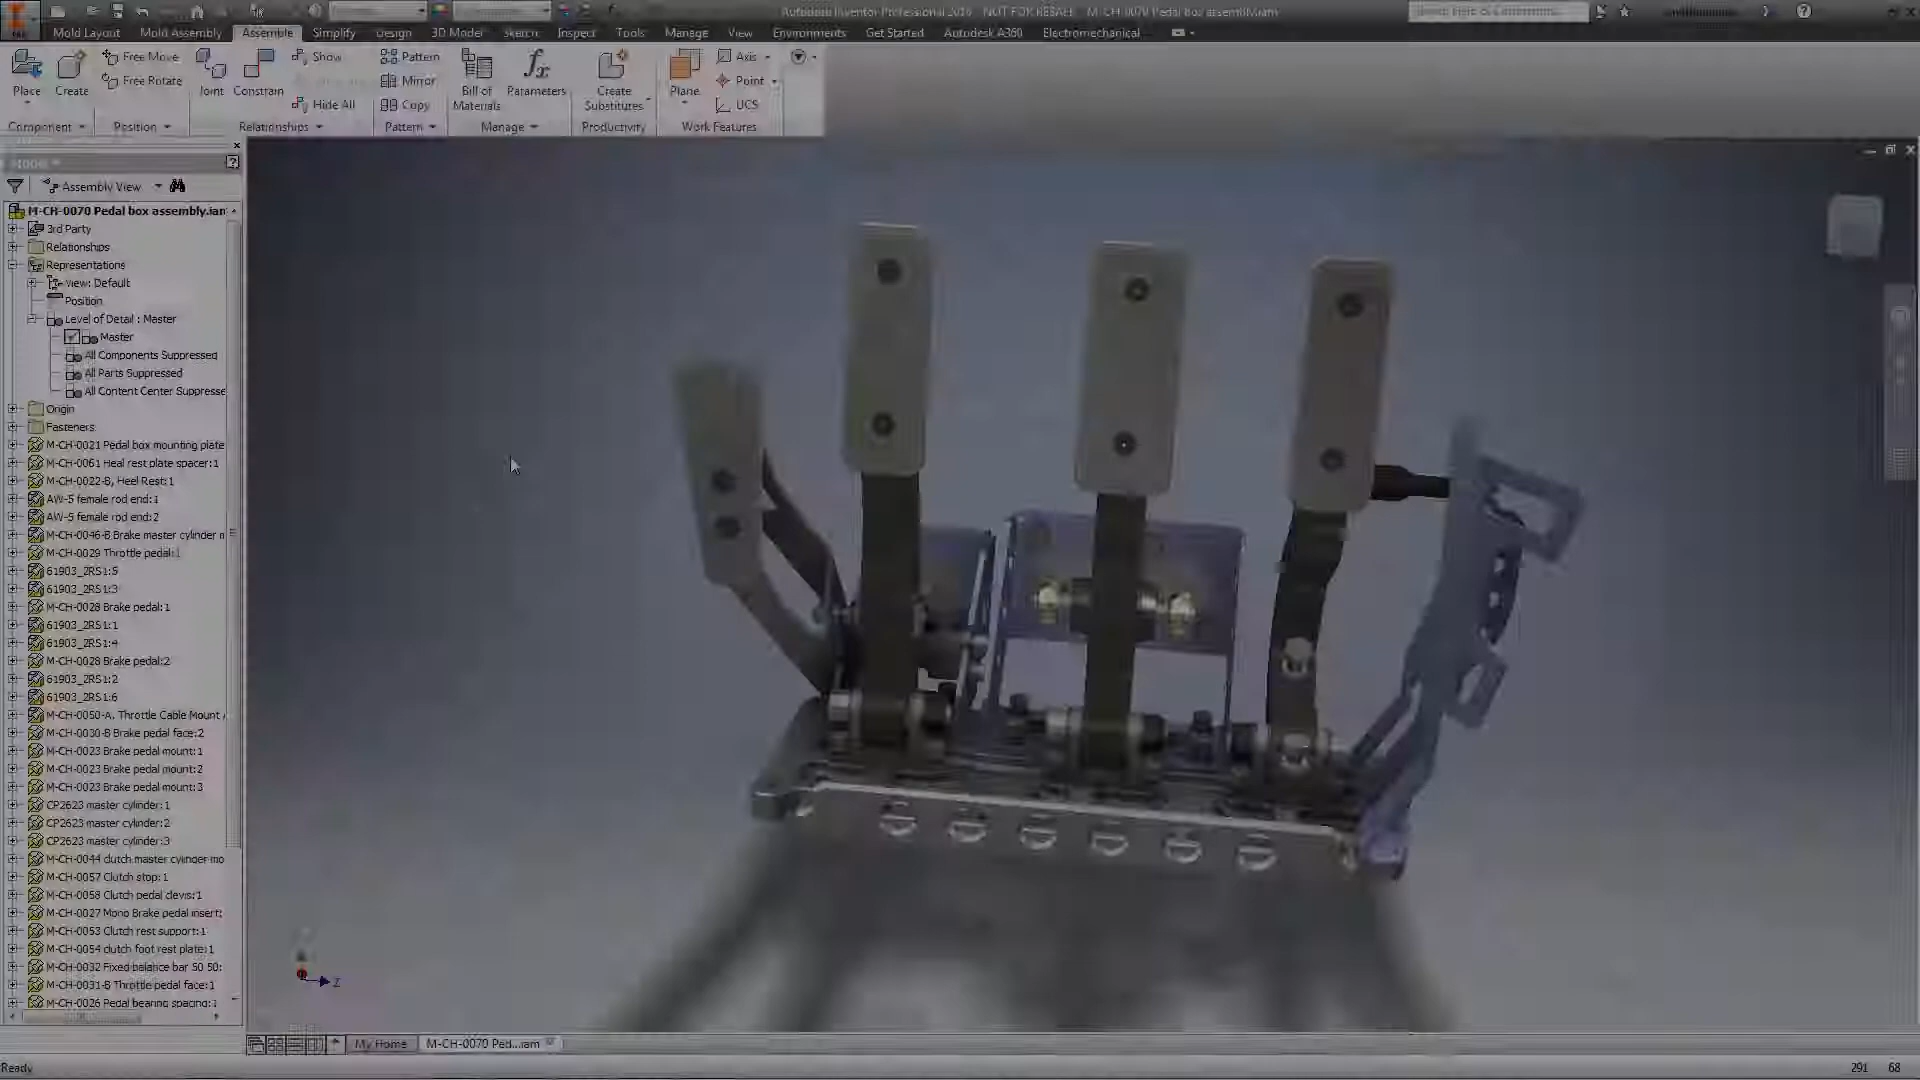 Autodesk Inventor Professional 2016 NOT FOR RESALE M-CH-0070 Pedal Box assembly.iam
Mold Layout Mold Assembly Assemble Simplify Design 3D Model Sketch Inspect Tools Manage View Environments Get Started Autodesk A360 Electromechanical
Place
Create
Free Move
Free Rotate
Joint
Constrain
Show
Hide All
Pattern
Mirror
Copy
Bill of
Materials
Parameters
Create
Substitutes
Plane
Axis
Point
UCS
Component Position Relationships Pattern Manage Productivity Work Features
Model
Assembly View
M-CH-0070 Pedal box assembly.iam
3rd Party
Relationships
Representations
View: Default
Position
Level of Detail : Master
Master
All Components Suppressed
All Parts Suppressed
All Content Center Suppresse
Origin
Fasteners
M-CH-0021 Pedal box mounting plate
M-CH-0061 Heal rest plate spacer:1
M-CH-0022-B, Heel Rest:1
AW-5 female rod end:1
AW-5 female rod end:2
M-CH-0046-B Brake master cylinder m
M-CH-0029 Throttle pedal:1
61903_2RS1:5
61903_2RS1:3
M-CH-0028 Brake pedal:1
61903_2RS1:1
61903_2RS1:4
M-CH-0028 Brake pedal:2
61903_2RS1:2
61903_2RS1:6
M-CH-0050-A, Throttle Cable Mount
M-CH-0030-B Brake pedal face:2
M-CH-0023 Brake pedal mount:1
M-CH-0023 Brake pedal mount:2
M-CH-0023 Brake pedal mount:3
CP2623 master cylinder:1
CP2623 master cylinder:2
CP2623 master cylinder:3
M-CH-0044 clutch master cylinder mo
M-CH-0057 Clutch stop:1
M-CH-0058 Clutch pedal clevis:1
M-CH-0027 Mono Brake pedal insert:
M-CH-0053 Clutch rest support:1
M-CH-0054 clutch foot rest plate:1
M-CH-0032 Fixed balance bar 50 50:
M-CH-0031-B Throttle pedal face:1
M-CH-0026 Pedal bearing spacing:1
Z
My Home
M-CH-0070 Ped...iam
Ready
291 68